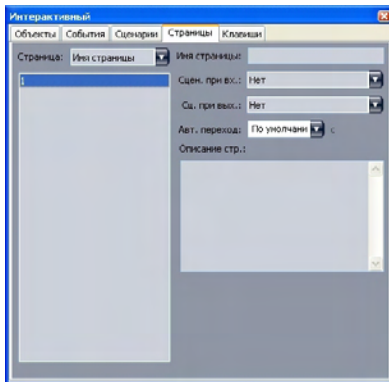 Интерактивный
Объекты События Сценарии Страницы Клавиши
Страница: Имя страницы Имя страницы:
1
Сцен. при вх.: Нет
Сц. при вых.: Нет
Авт. переход: По умолчани с
Описание стр.: